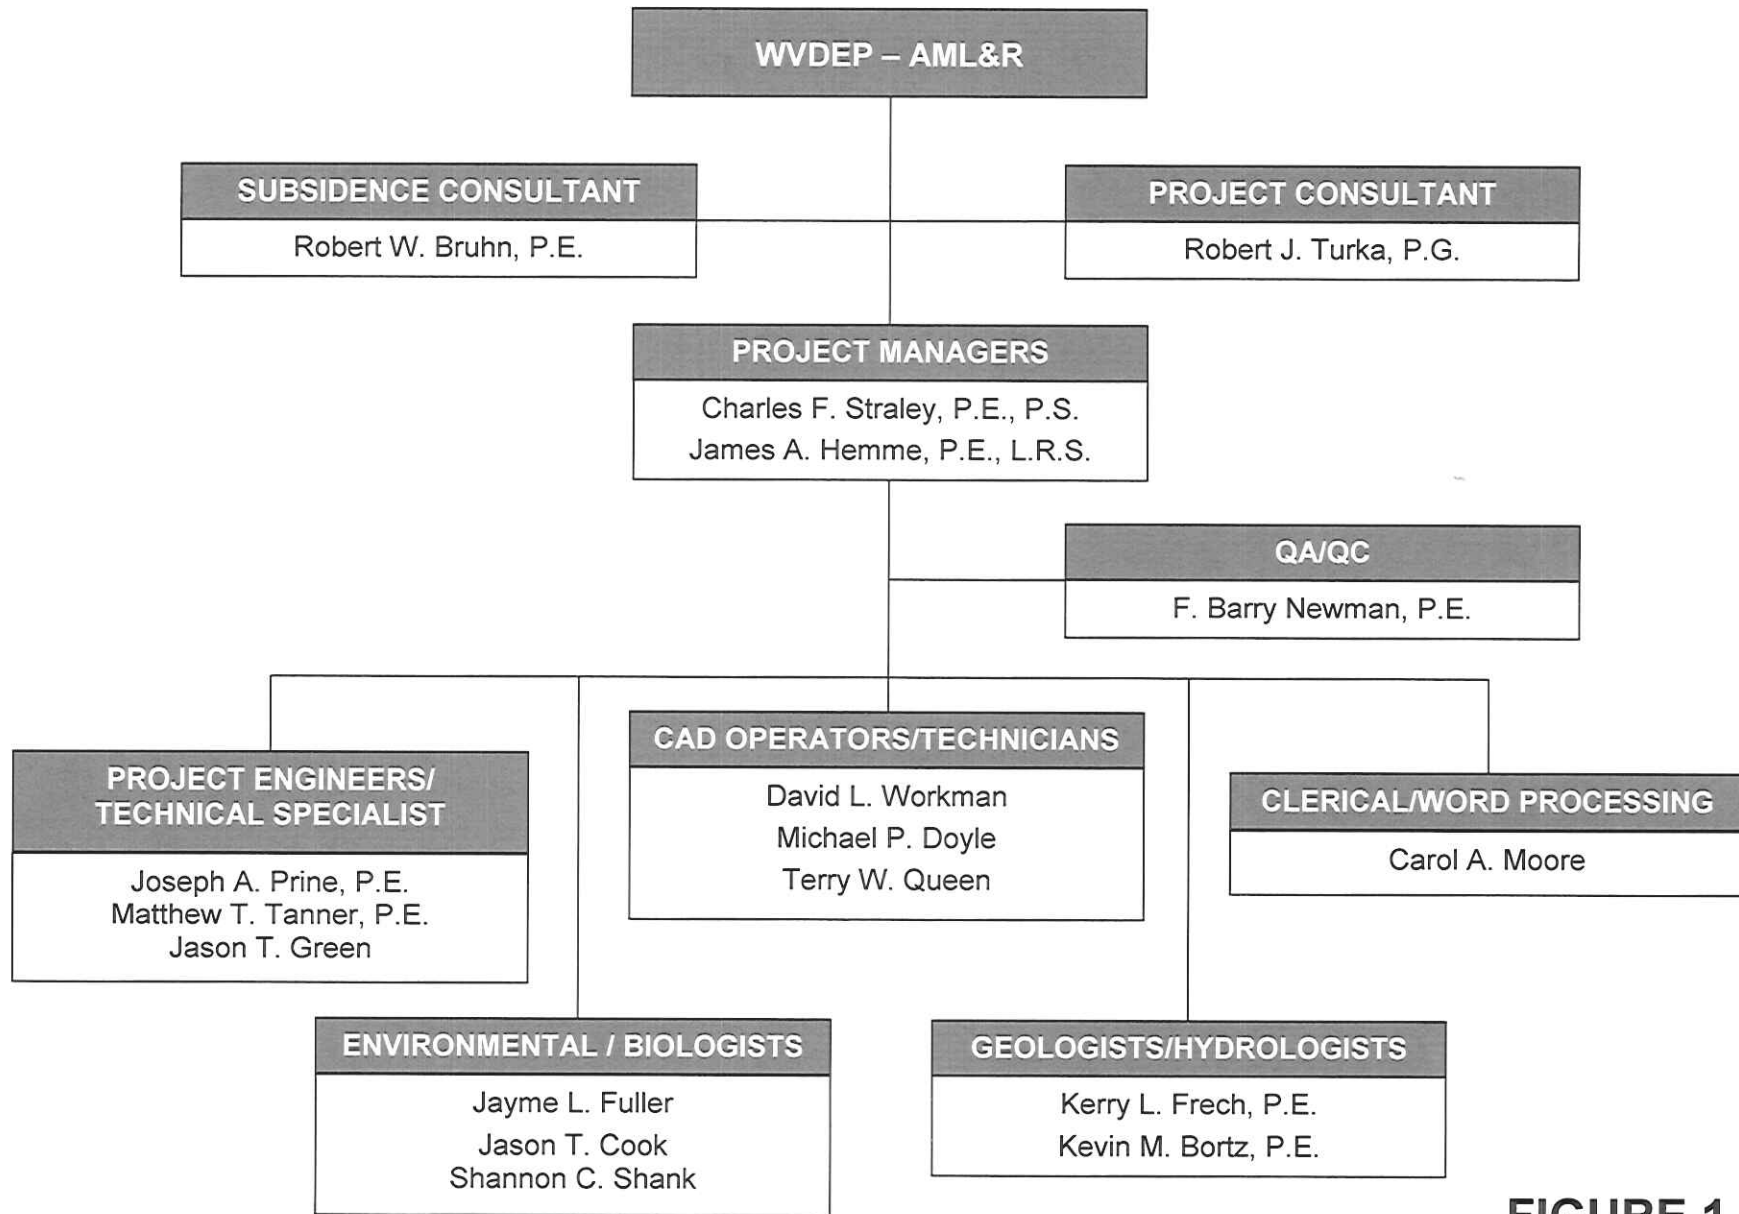 WVDEP – AML&R
SUBSIDENCE CONSULTANT
Robert W. Bruhn, P.E.
PROJECT CONSULTANT
Robert J. Turka, P.G.
PROJECT MANAGERS
Charles F. Straley, P.E., P.S.
James A. Hemme, P.E., L.R.S.
QA/QC
F. Barry Newman, P.E.
PROJECT ENGINEERS/
TECHNICAL SPECIALIST
Joseph A. Prine, P.E.
Matthew T. Tanner, P.E.
Jason T. Green
CAD OPERATORS/TECHNICIANS
David L. Workman
Michael P. Doyle
Terry W. Queen
CLERICAL/WORD PROCESSING
Carol A. Moore
ENVIRONMENTAL / BIOLOGISTS
Jayme L. Fuller
Jason T. Cook
Shannon C. Shank
GEOLOGISTS/HYDROLOGISTS
Kerry L. Frech, P.E.
Kevin M. Bortz, P.E.
FIGURE 1